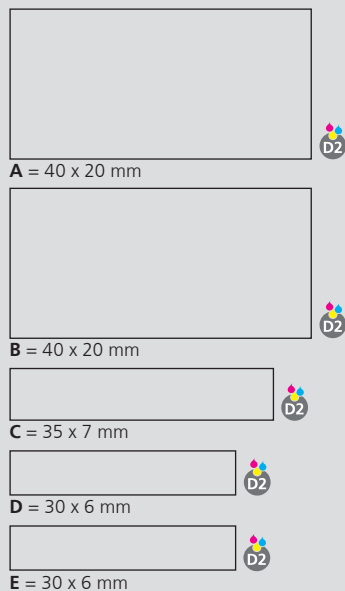 D2
A = 40 x 20 mm
D2
B = 40 x 20 mm
D2
C = 35 x 7 mm
D2
D = 30 x 6 mm
D2
E = 30 x 6 mm